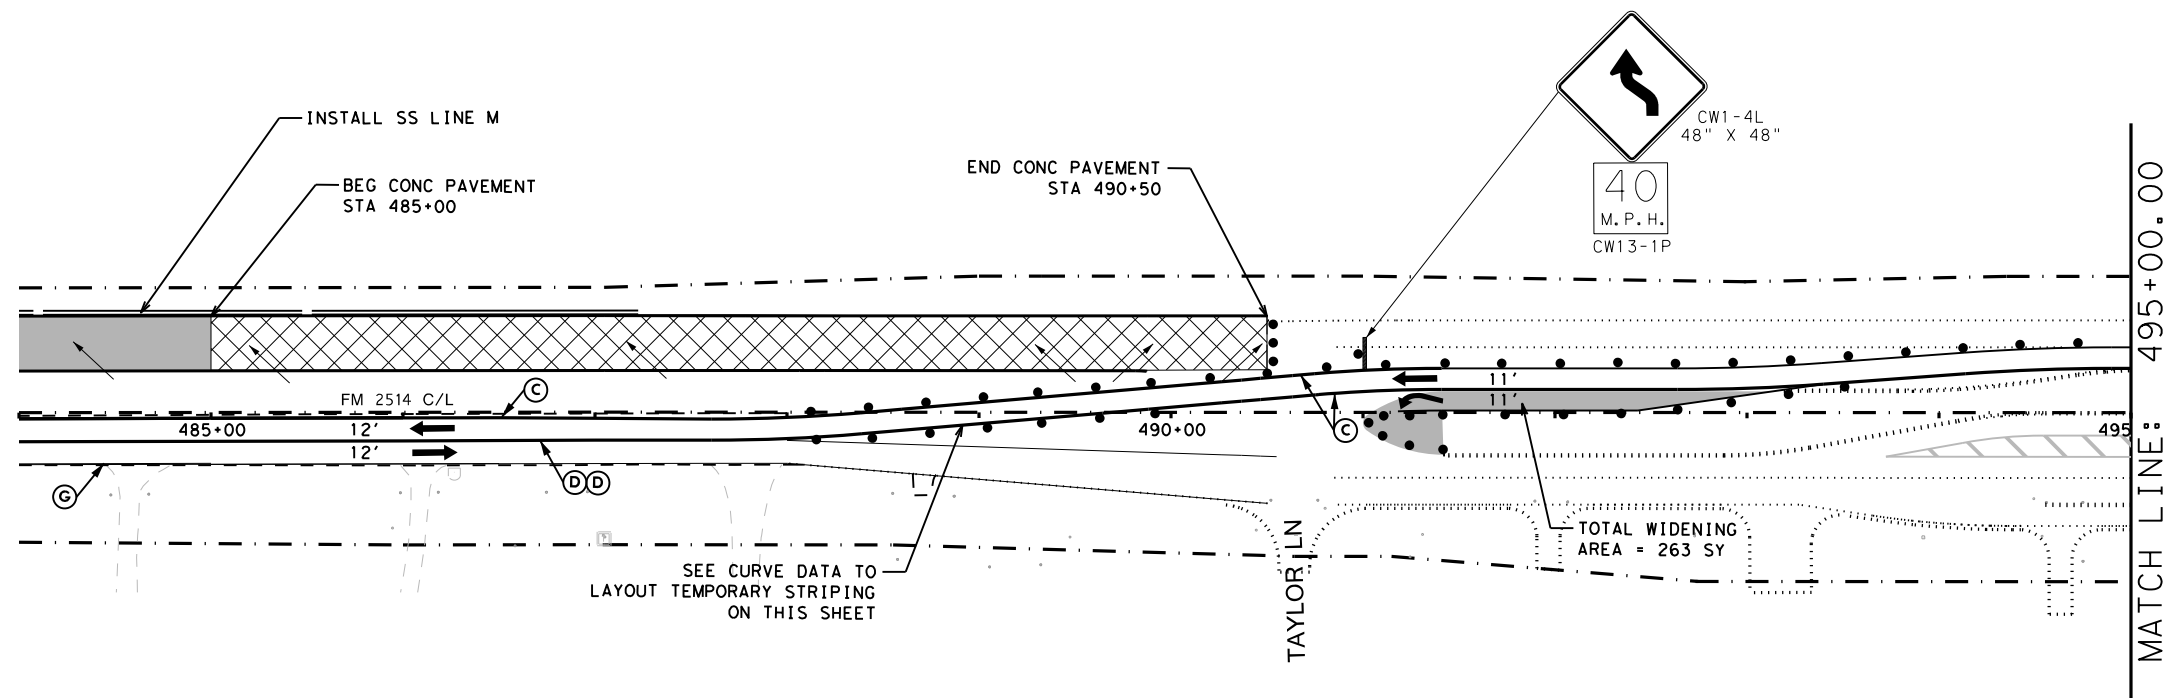 INSTALL SS LINE M
BEG CONC PAVEMENT
STA 485+00
END CONC PAVEMENT
STA 490+50
CW1-4L
48" X 48"
40
M.P.H.
CW13-1P
FM 2514 C/L
C
485+00
12'
12'
G
D D
490+00
C
11'
11'
495
SEE CURVE DATA TO
LAYOUT TEMPORARY STRIPING
ON THIS SHEET
TAYLOR LN
TOTAL WIDENING
AREA = 263 SY
MATCH LINE: 495+00.00